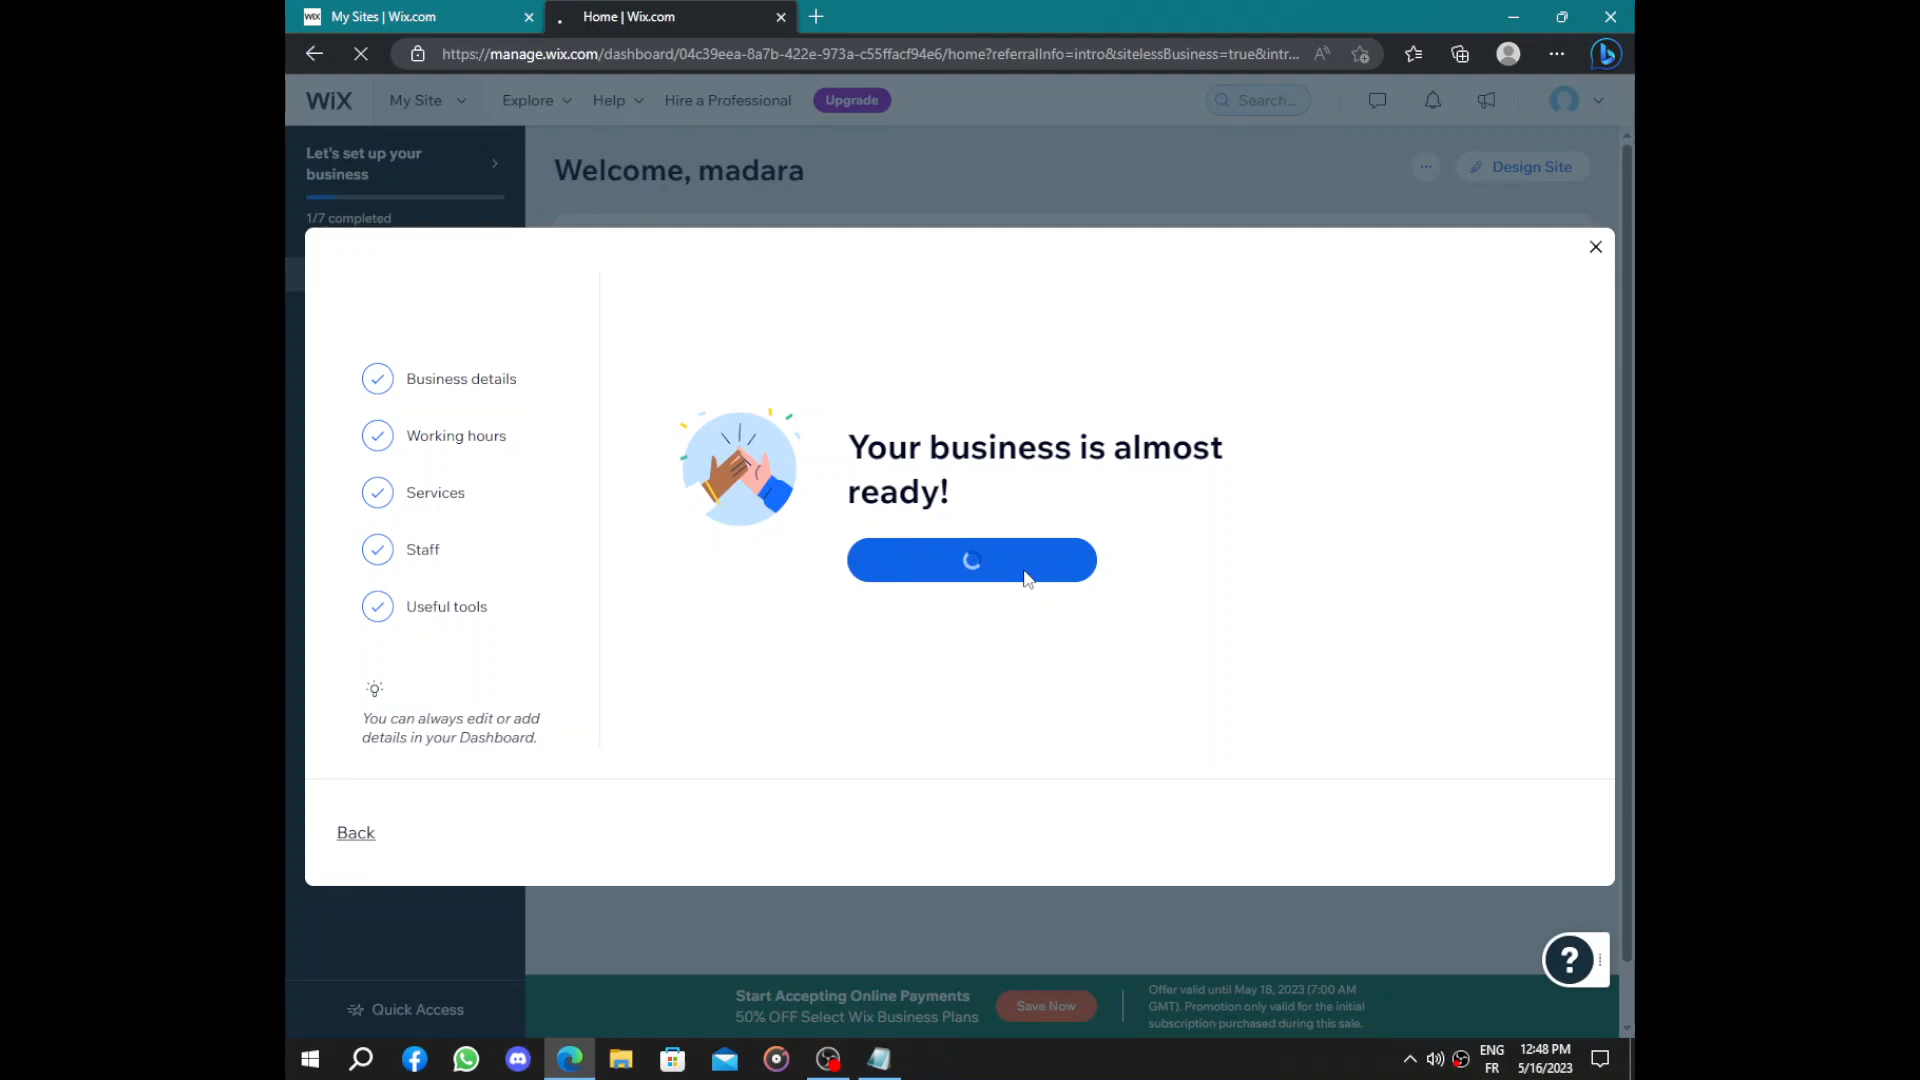 WIX My Sites | Wix.com
Home | Wix.com
https://manage.wix.com/dashboard/04c39eea-8a7b-422e-973a-c55ffacf94e6/home?referralInfo=intro&sitelessBusiness=true&intr...
WiX My Site Explore Help Hire a Professional Upgrade Search...
Let's set up your
business
1/7 completed
Welcome, madara
... Design Site
Business details
Working hours
Services
Staff
Useful tools
You can always edit or add
details in your Dashboard.
Your business is almost
ready!
Back
Quick Access
Start Accepting Online Payments
50% OFF Select Wix Business Plans
Save Now
Offer valid until May 18, 2023 (7:00 AM
GMT). Promotion only valid for the initial
subscription purchased during this sale.
?
ENG
FR
12:48 PM
5/16/2023